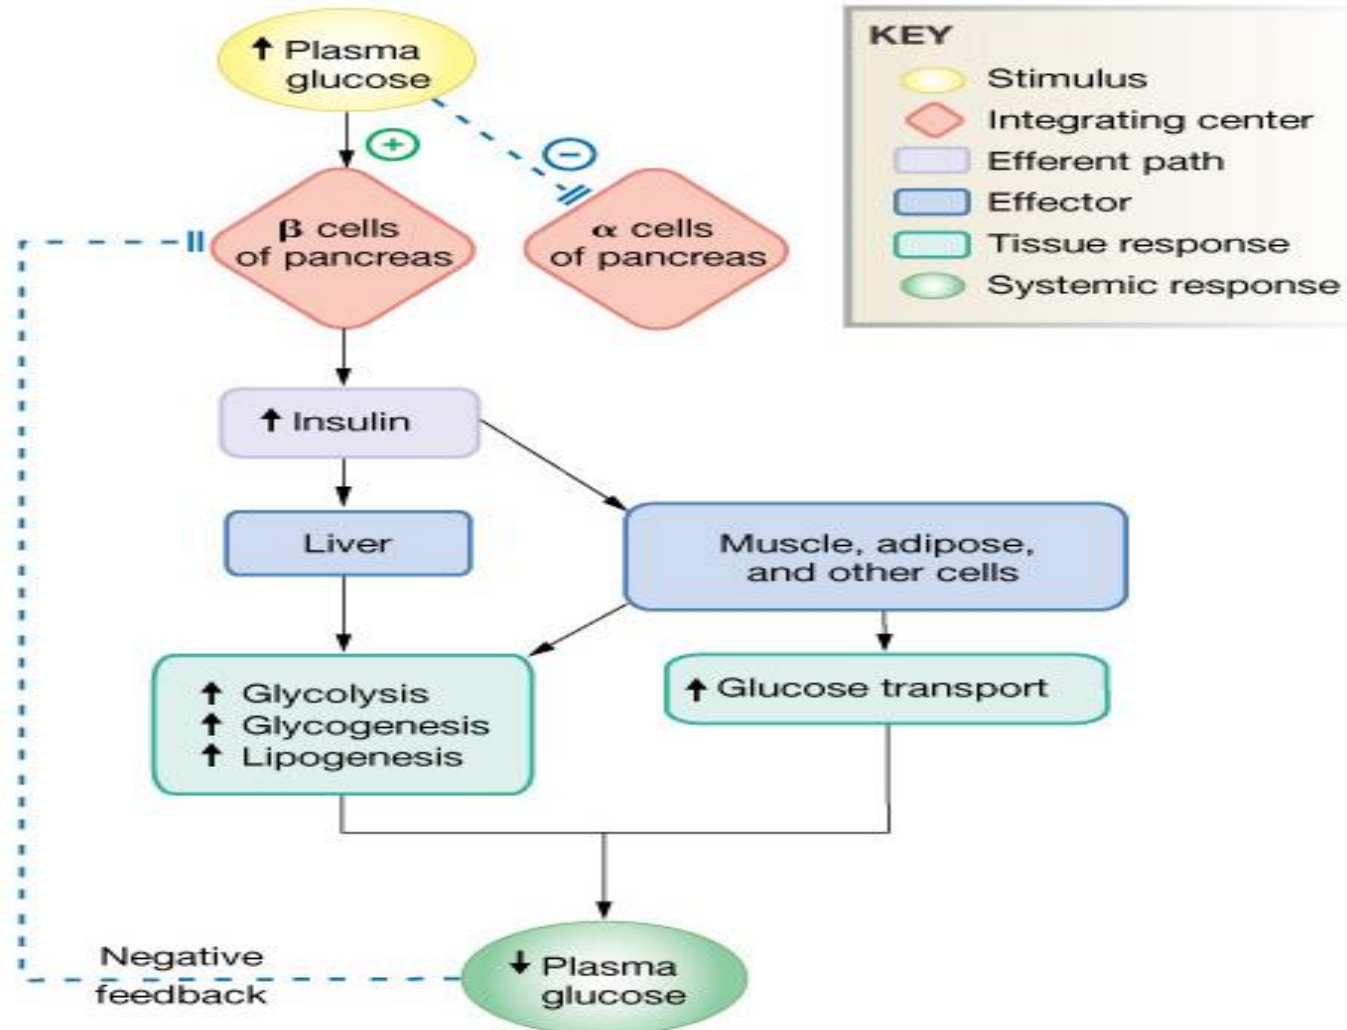 ↑ Plasma
glucose
+
−
β cells
of pancreas
α cells
of pancreas
KEY
Stimulus
Integrating center
Efferent path
Effector
Tissue response
Systemic response
↑ Insulin
Liver
Muscle, adipose,
and other cells
↑ Glycolysis
↑ Glycogenesis
↑ Lipogenesis
↑ Glucose transport
Negative
feedback
↓ Plasma
glucose